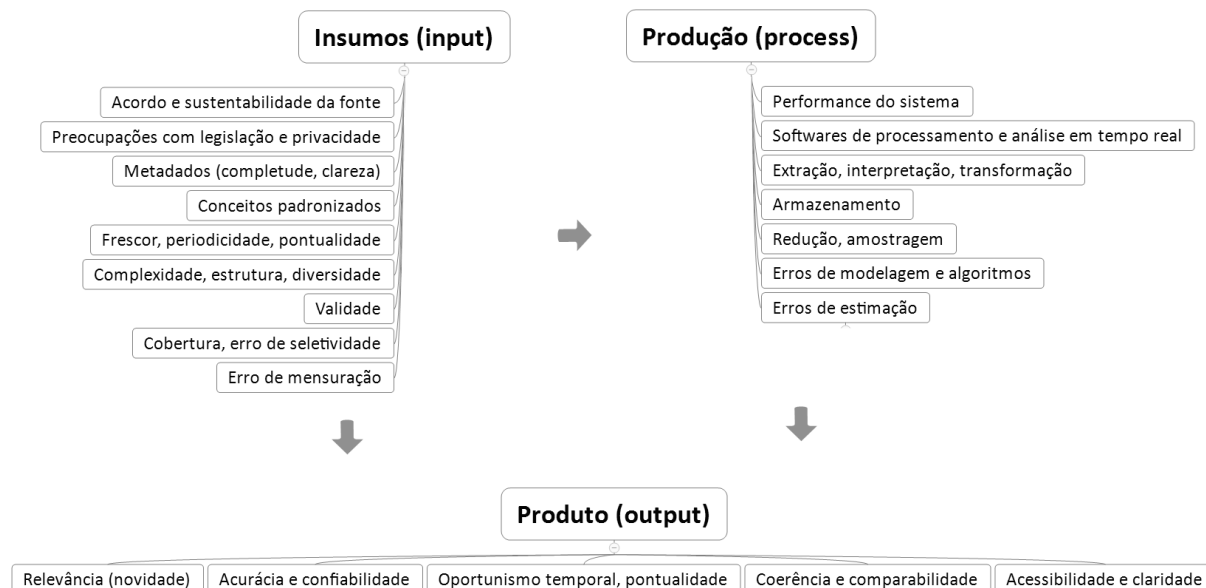 Insumos (input)
Acordo e sustentabilidade da fonte
Preocupações com legislação e privacidade
Metadados (completude, clareza)
Conceitos padronizados
Frescor, periodicidade, pontualidade
Complexidade, estrutura, diversidade
Validade
Cobertura, erro de seletividade
Erro de mensuração
Produção (process)
Performance do sistema
Softwares de processamento e análise em tempo real
Extração, interpretação, transformação
Armazenamento
Redução, amostragem
Erros de modelagem e algoritmos
Erros de estimação
Produto (output)
Relevância (novidade)
Acurácia e confiabilidade
Oportunismo temporal, pontualidade
Coerência e comparabilidade
Acessibilidade e claridade